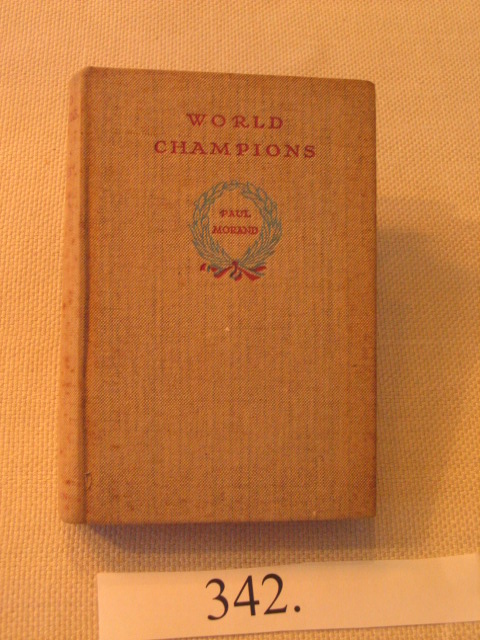 WORLD
CHAMPIONS
PAUL
MORAND
342.